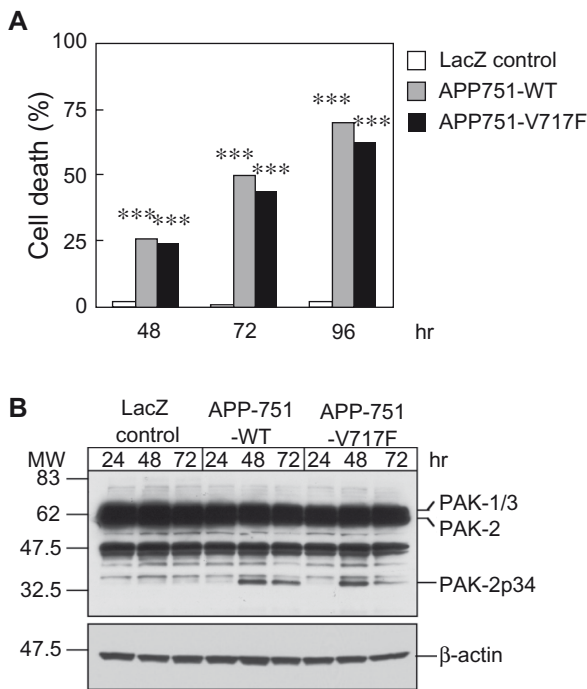 A
100
75
50
25
0
Cell death (%)
***
***
***
***
***
***
48 72 96 hr
LacZ control
APP751-WT
APP751-V717F
B
LacZ control
APP-751 -WT
APP-751 -V717F
MW 24 48 72 24 48 72 24 48 72 hr
83
62
47.5
32.5
PAK-1/3
PAK-2
PAK-2p34
47.5
β-actin